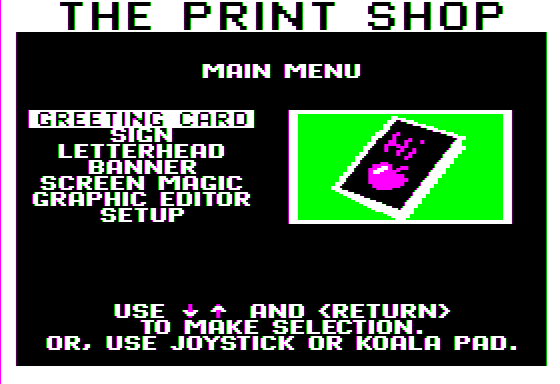 THE PRINT SHOP
MAIN MENU
GREETING CARD
SIGN
LETTERHEAD
BANNER
SCREEN MAGIC
GRAPHIC EDITOR
SETUP
Hi
USE ↓ ↑ AND <RETURN>
TO MAKE SELECTION.
OR, USE JOYSTICK OR KOALA PAD.